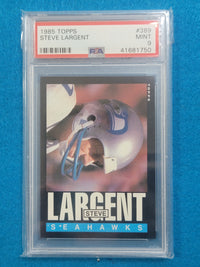 1985 TOPPS #389
STEVE LARGENT MINT
PSA 9
41681750
LARGENT
STEVE
SEAHAWKS